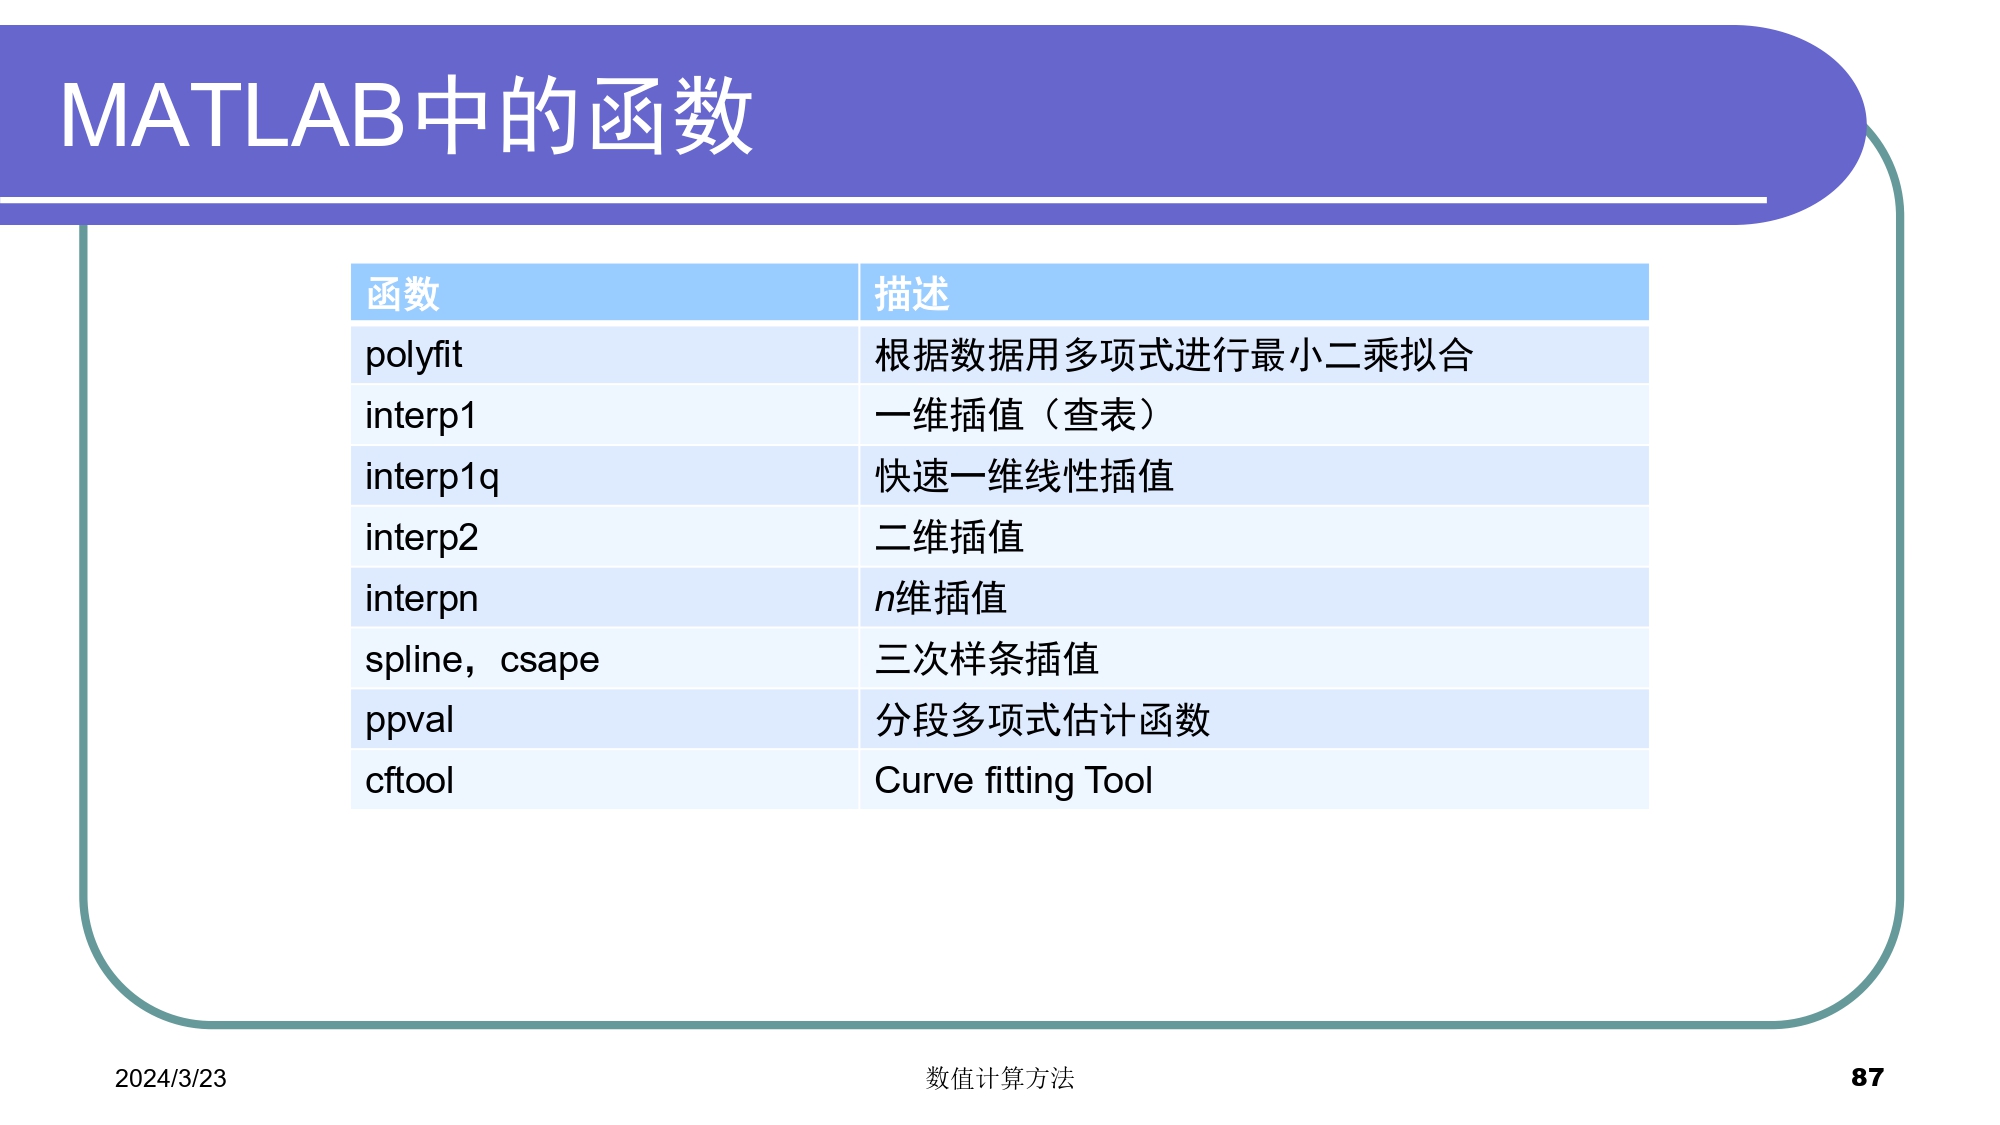 MATLAB中的函数
函数 描述
polyfit 根据数据用多项式进行最小二乘拟合
interp1 一维插值（查表）
interp1q 快速一维线性插值
interp2 二维插值
interpn n维插值
spline，csape 三次样条插值
ppval 分段多项式估计函数
cftool Curve fitting Tool
2024/3/23 数值计算方法 87